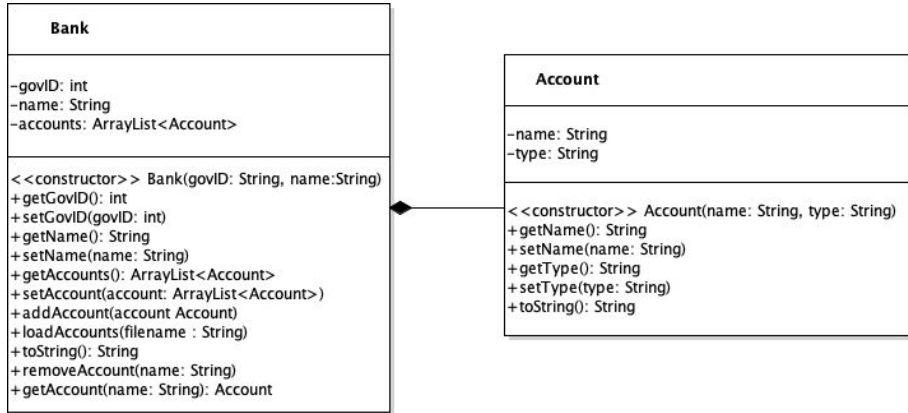 Bank
-govID: int
-name: String
-accounts: ArrayList<Account>
<<constructor>> Bank(govID: String, name:String)
+getGovID(): int
+setGovID(govID: int)
+getName(): String
+setName(name: String)
+getAccounts(): ArrayList<Account>
+setAccount(account: ArrayList<Account>)
+addAccount(account Account)
+loadAccounts(filename : String)
+toString(): String
+removeAccount(name: String)
+getAccount(name: String): Account
Account
-name: String
-type: String
<<constructor>> Account(name: String, type: String)
+getName(): String
+setName(name: String)
+getType(): String
+setType(type: String)
+toString(): String